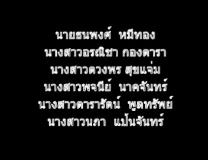 นายธนพงศ์ หมีทอง
นางสาวอรณิชา กองดารา
นางสาวดวงพร สุขแจ่ม
นางสาวพจนีย์ นาคจันทร์
นางสาวดารารัตน์ พูลทรัพย์
นางสาวนภา แป้นจันทร์